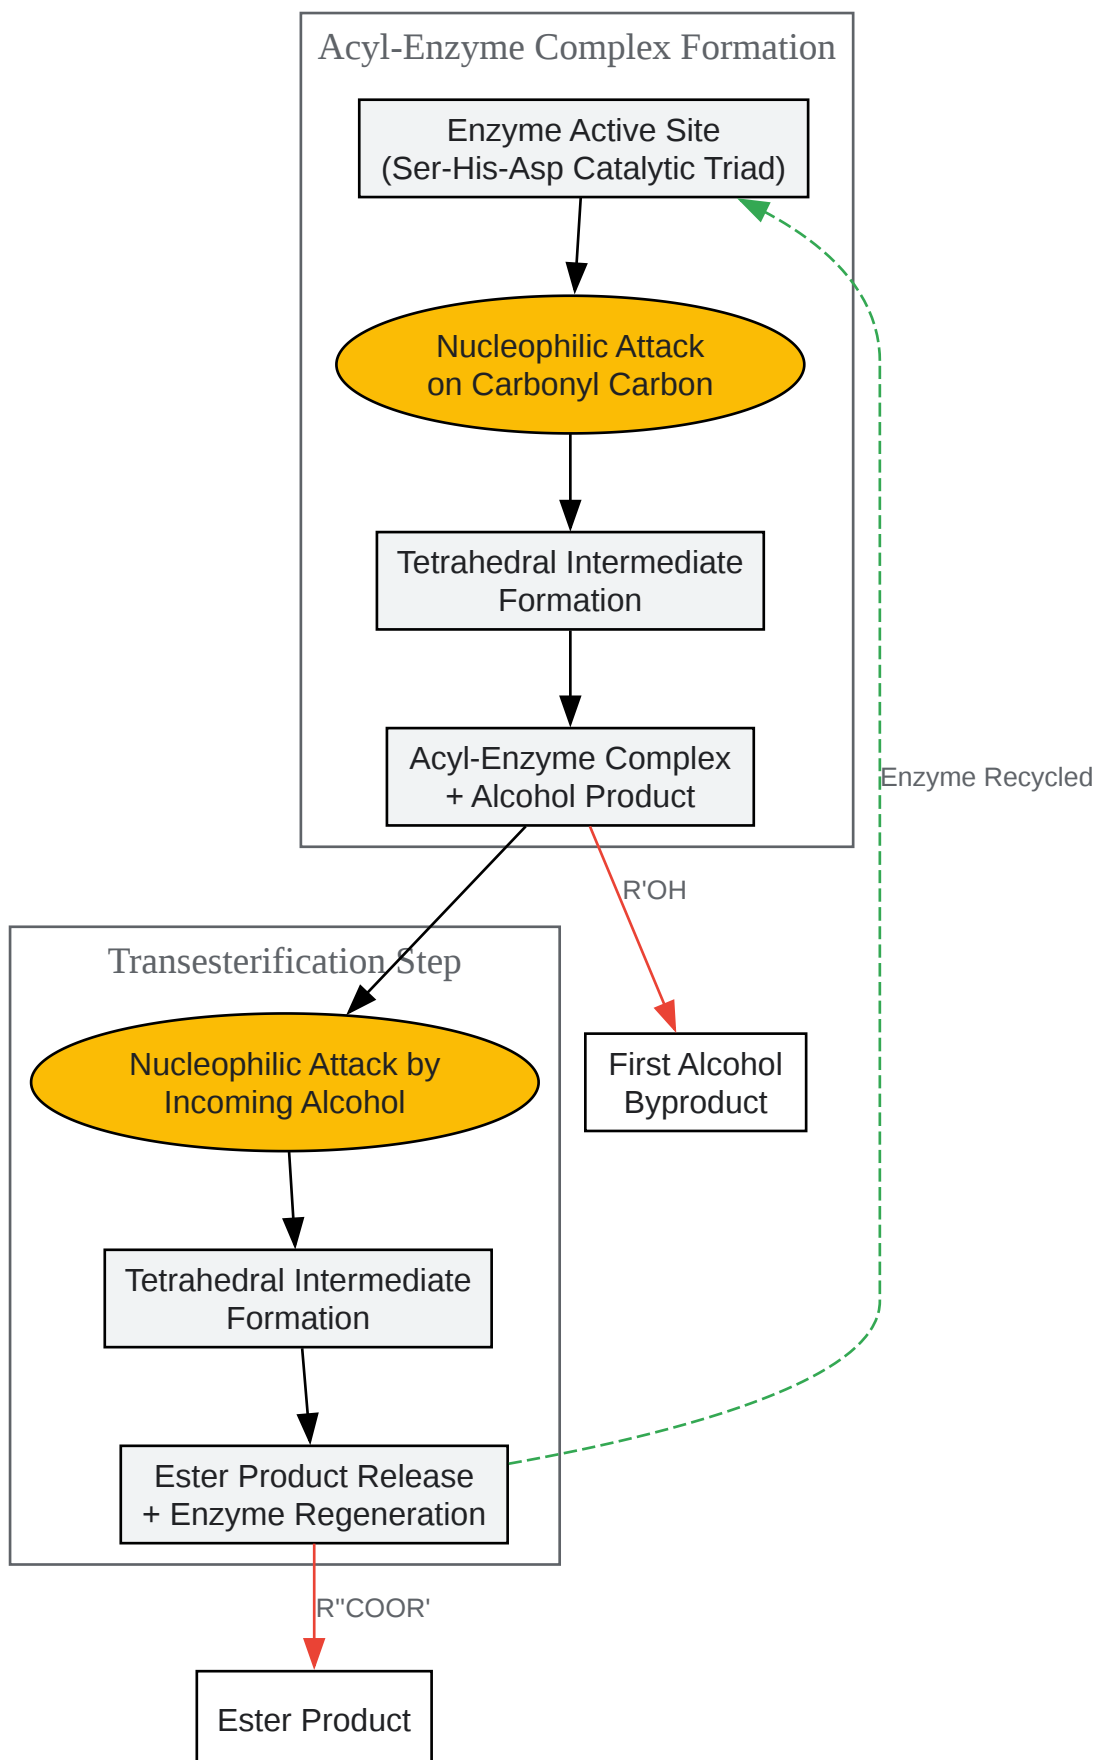 Acyl-Enzyme Complex Formation
Enzyme Active Site
(Ser-His-Asp Catalytic Triad)
Nucleophilic Attack
on Carbonyl Carbon
Tetrahedral Intermediate
Formation
Acyl-Enzyme Complex
+ Alcohol Product
Enzyme Recycled
R'OH
Transesterification Step
Nucleophilic Attack by
Incoming Alcohol
First Alcohol
Byproduct
Tetrahedral Intermediate
Formation
Ester Product Release
+ Enzyme Regeneration
R''COOR'
Ester Product